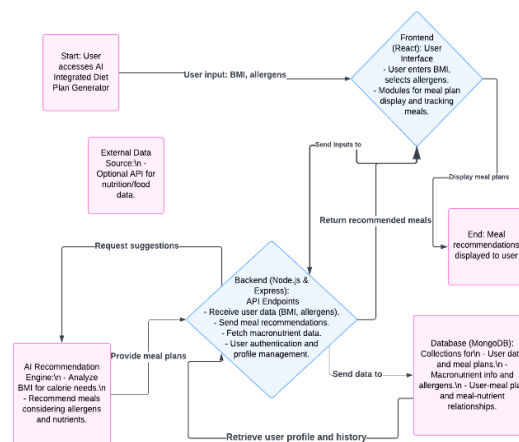 Start: User
accesses AI
Integrated Diet
Plan Generator
User input: BMI, allergens
Frontend
(React): User
Interface
- User enters BMI,
selects allergens.
- Modules for meal plan
display and tracking
meals.
External Data
Source:\n -
Optional API for
nutrition/food
data.
Send inputs to
Display meal plans
Return recommended meals
End: Meal
recommendations
displayed to user
Request suggestions
Backend (Node.js &
Express):
API Endpoints
- Receive user data (BMI, allergens).
- Send meal recommendations.
- Fetch macronutrient data.
- User authentication and
profile management.
AI Recommendation
Engine:\n - Analyze
BMI for calorie needs.\n
- Recommend meals
considering allergens
and nutrients.
Provide meal plans
Send data to
Database (MongoDB):
Collections for\n - User data
and meal plans.\n -
Macronutrient info and
allergens.\n - User-meal pla
and meal-nutrient
relationships.
Retrieve user profile and history